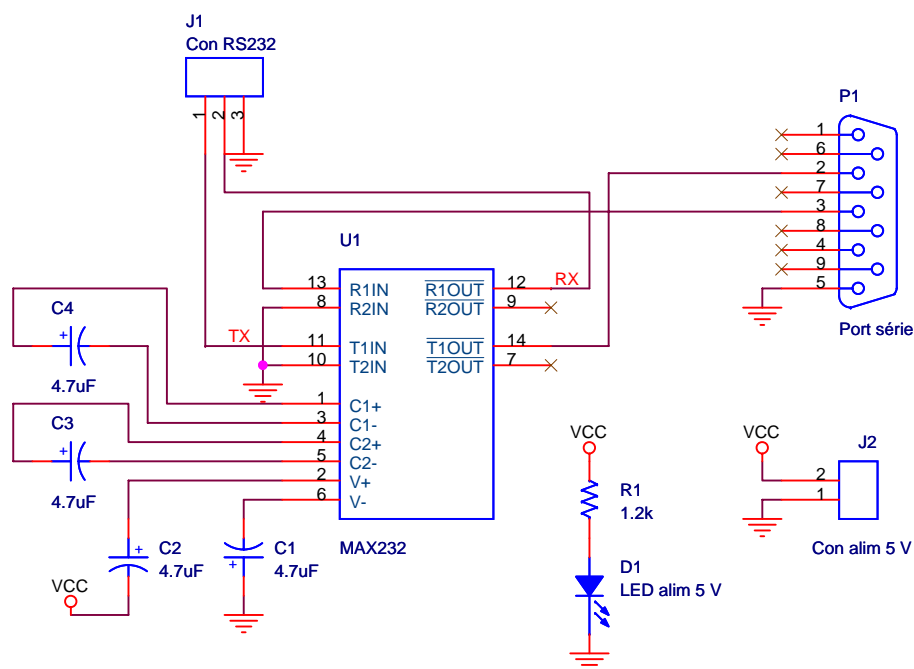 J1
Con RS232
1
2
3
P1
1
6
2
7
3
8
4
9
5
Port série
U1
13
R1IN
8
R2IN
11
T1IN
10
T2IN
1
C1+
3
C1-
4
C2+
5
C2-
2
V+
6
V-
12
R1OUT
9
R2OUT
14
T1OUT
7
T2OUT
RX
TX
MAX232
C4
+
4.7uF
C3
+
4.7uF
C2
+
4.7uF
VCC
C1
+
4.7uF
VCC
R1
1.2k
D1
LED alim 5 V
VCC
J2
2
1
Con alim 5 V